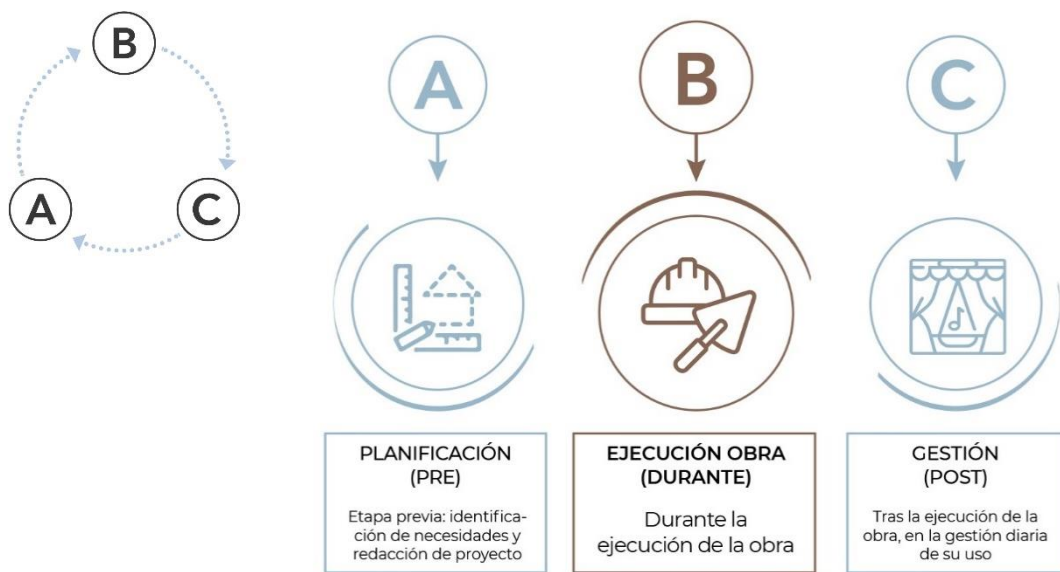 B
A
C
A
B
C
PLANIFICACIÓN
(PRE)
Etapa previa: identifica-
ción de necesidades y
redacción de proyecto
EJECUCIÓN OBRA
(DURANTE)
Durante la
ejecución de la obra
GESTIÓN
(POST)
Tras la ejecución de la
obra, en la gestión diaria
de su uso